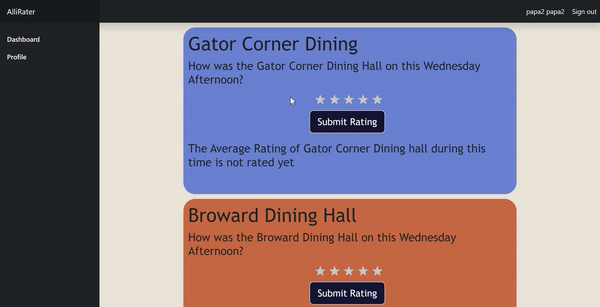 AlliRater
papa2 papa2 Sign out
Dashboard
Profile
Gator Corner Dining
How was the Gator Corner Dining Hall on this Wednesday
Afternoon?
Submit Rating
The Average Rating of Gator Corner Dining hall during this
time is not rated yet
Broward Dining Hall
How was the Broward Dining Hall on this Wednesday
Afternoon?
Submit Rating